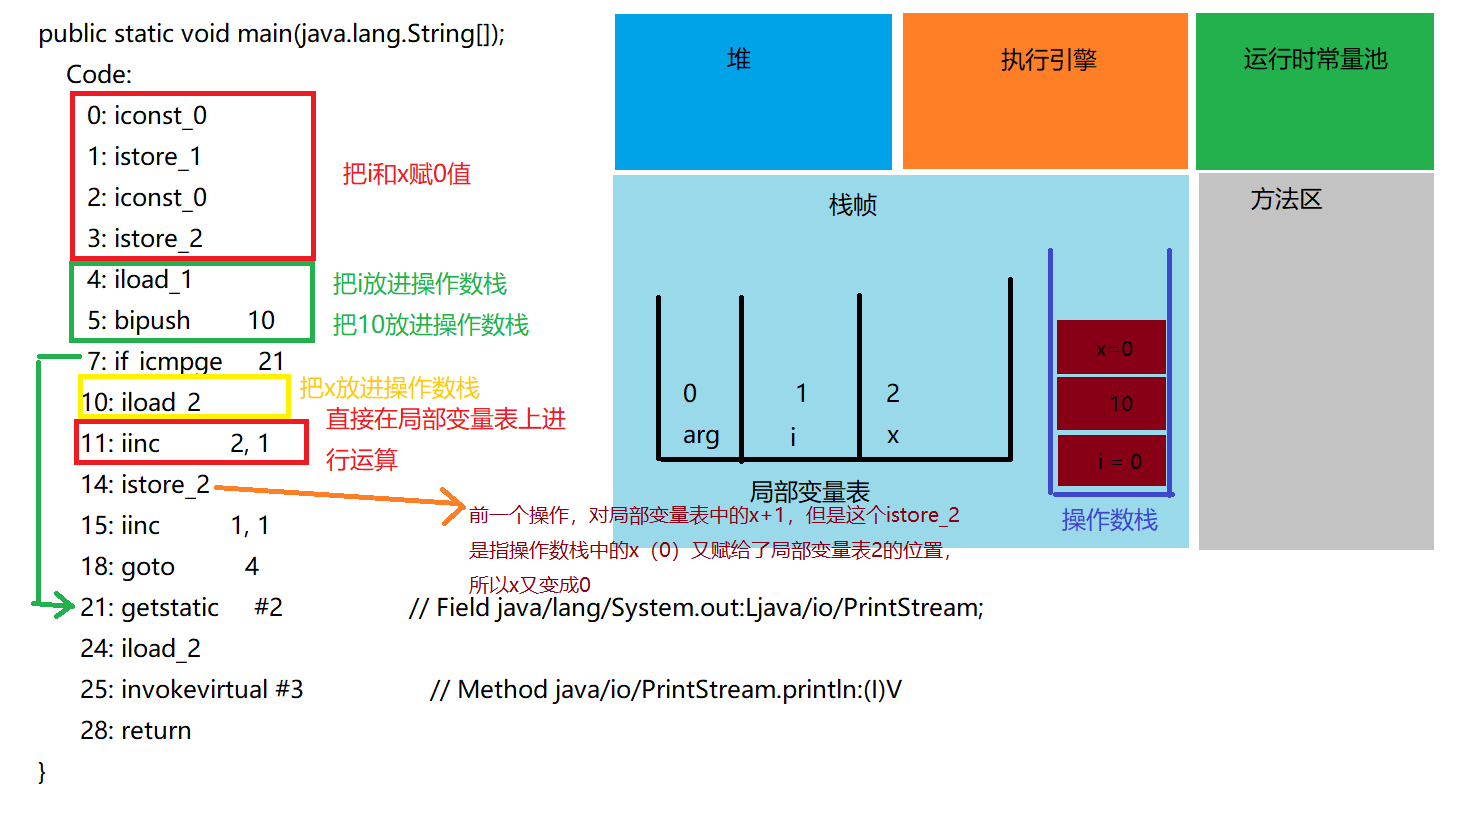 public static void main(java.lang.String[]);
Code:
0: iconst_0
1: istore_1
2: iconst_0
3: istore_2
把i和x赋0值
4: iload_1
把i放进操作数栈
5: bipush 10
把10放进操作数栈
7: if_icmpge 21
10: iload_2
把x放进操作数栈
11: iinc 2, 1
直接在局部变量表上进
行运算
14: istore_2
前一个操作，对局部变量表中的x+1，但是这个istore_2
是指操作数栈中的x（0）又赋给了局部变量表2的位置，
所以x又变成0
15: iinc 1, 1
18: goto 4
21: getstatic #2 // Field java/lang/System.out:Ljava/io/PrintStream;
24: iload_2
25: invokevirtual #3 // Method java/io/PrintStream.println:(I)V
28: return
}
堆
执行引擎
运行时常量池
栈帧
方法区
0 1 2
arg i x
局部变量表
x=0
10
i = 0
操作数栈